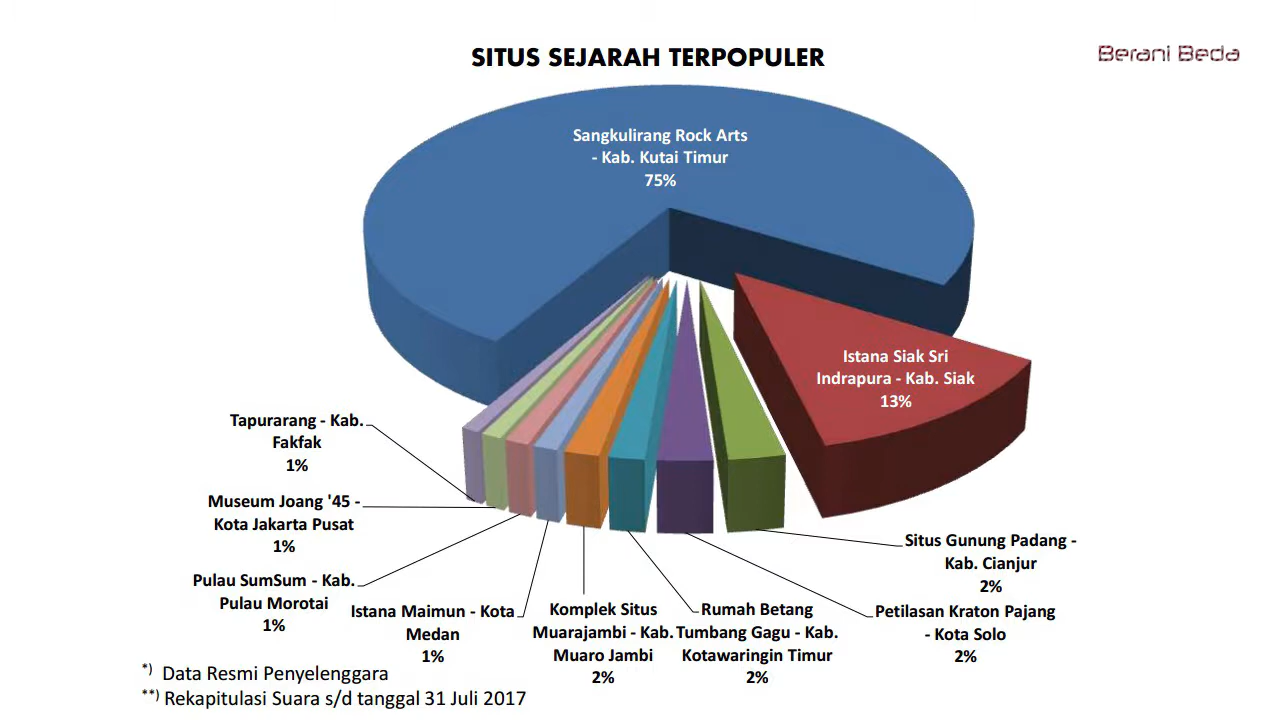 SITUS SEJARAH TERPOPULER
Berani Beda
Sangkulirang Rock Arts
- Kab. Kutai Timur
75%
Istana Siak Sri
Indrapura - Kab. Siak
13%
Situs Gunung Padang -
Kab. Cianjur
2%
Petilasan Kraton Pajang
- Kota Solo
2%
Rumah Betang
Tumbang Gagu - Kab.
Kotawaringin Timur
2%
Komplek Situs
Muarajambi - Kab.
Muaro Jambi
2%
Istana Maimun - Kota
Medan
1%
Pulau SumSum - Kab.
Pulau Morotai
1%
Museum Joang '45 -
Kota Jakarta Pusat
1%
Tapurarang - Kab.
Fakfak
1%
*) Data Resmi Penyelenggara
**) Rekapitulasi Suara s/d tanggal 31 Juli 2017